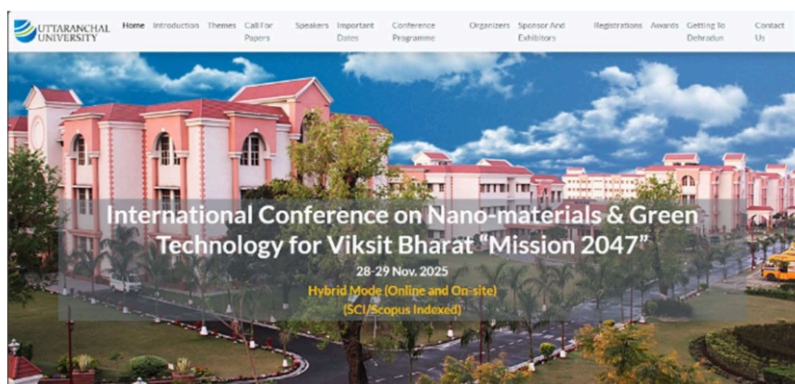 UTTARANCHAL
UNIVERSITY
Home Introduction Themes Call For Papers Speakers Important Dates Conference Programme Organizers Sponsor And Exhibitors Registrations Awards Getting To Dehradun Contact Us
International Conference on Nano-materials & Green
Technology for Viksit Bharat “Mission 2047”
28-29 Nov. 2025
Hybrid Mode (Online and On-site)
(SCI/Scopus Indexed)